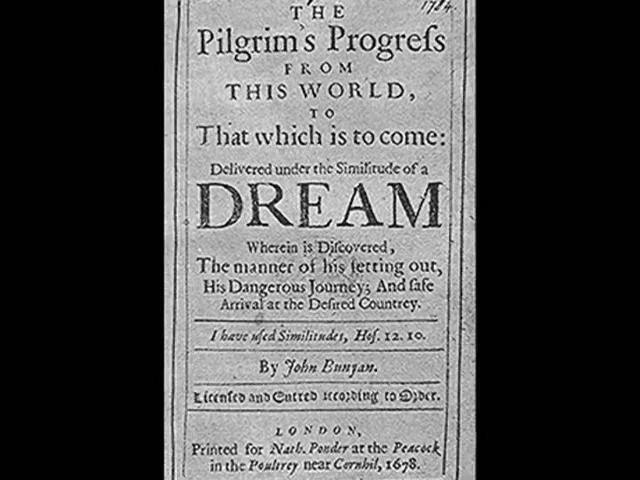 1784.
THE
Pilgrim's Progreſs
FROM
THIS WORLD,
TO
That which is to come:
Delivered under the Similitude of a
DREAM
Wherein is Diſcovered,
The manner of his ſetting out,
His Dangerous Journey; And ſafe
Arrival at the Deſired Countrey.
I have uſed Similitudes, Hoſ. 12. 10.
By John Bunyan.
Licenſed and Entred according to Order.
LONDON,
Printed for Nath. Ponder at the Peacock
in the Poultrey near Cornhil, 1678.